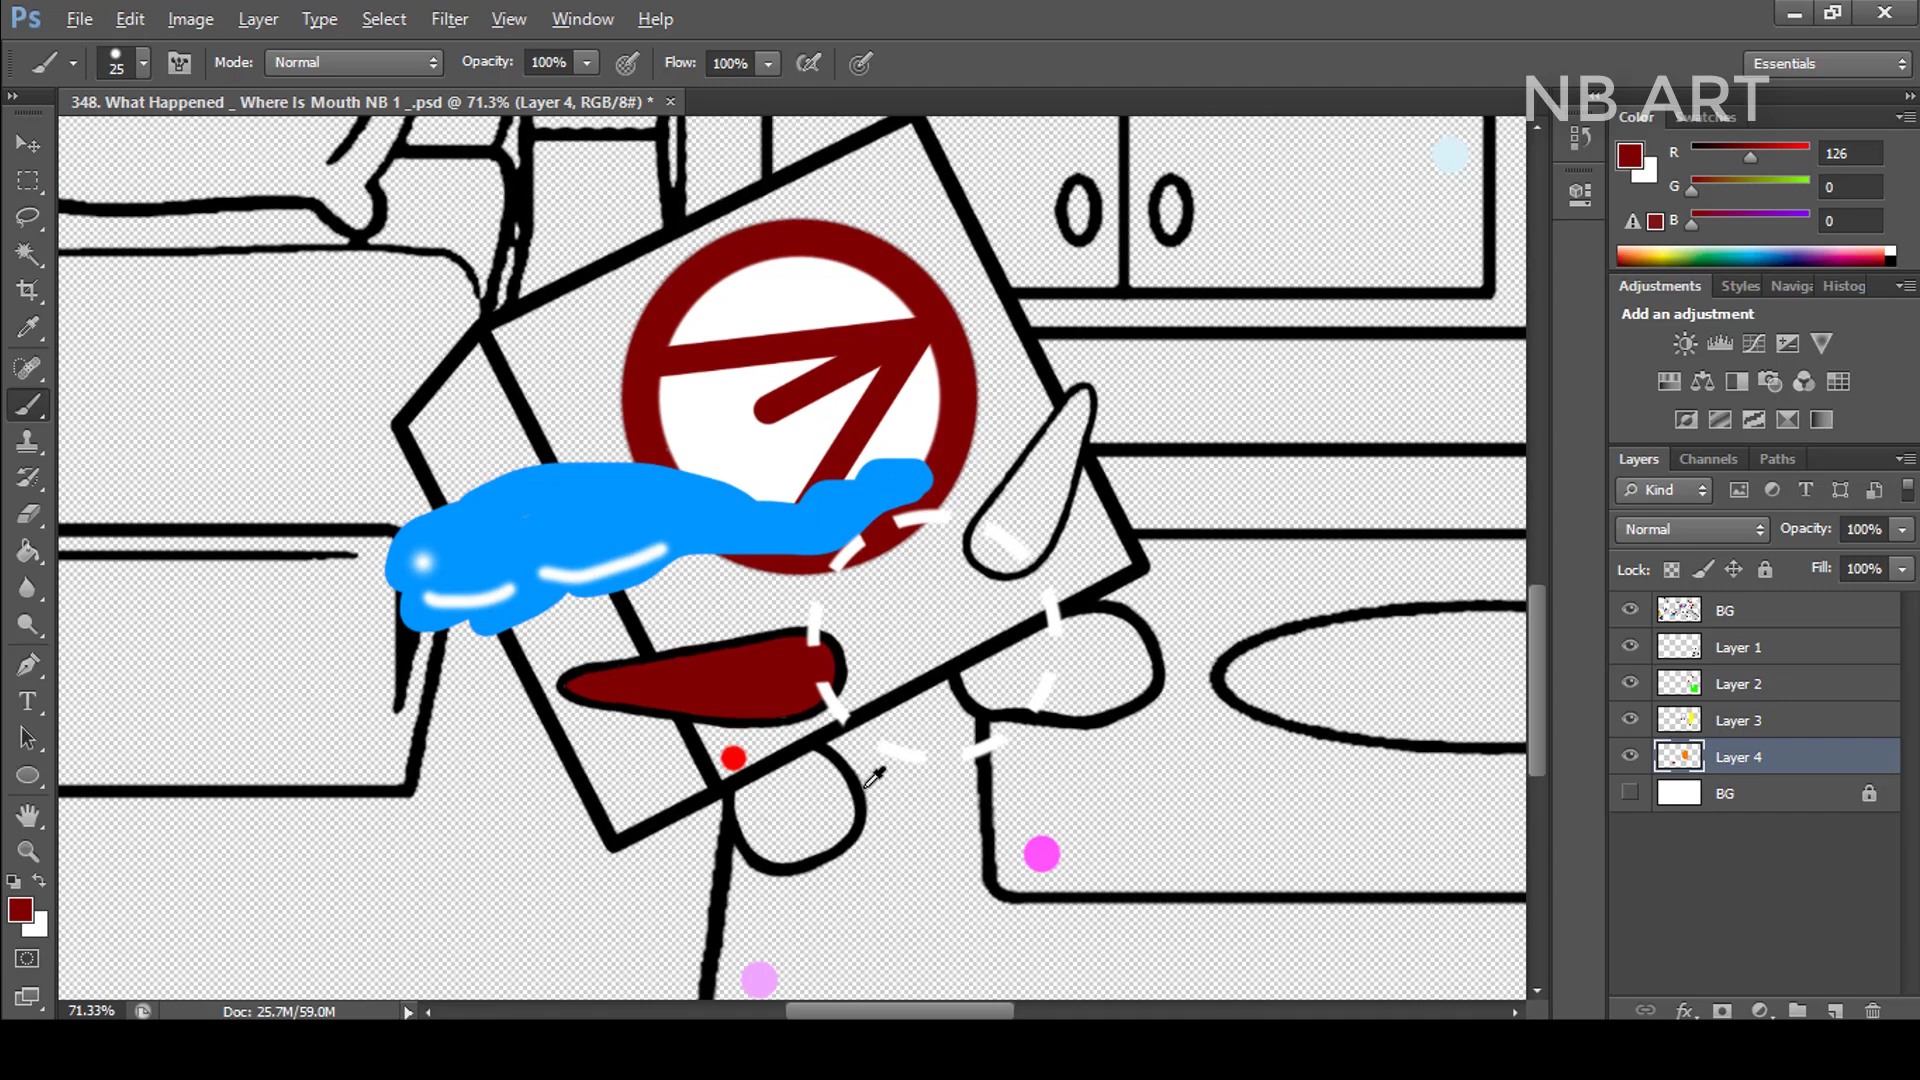 Ps File Edit Image Layer Type Select Filter View Window Help
25 Mode: Normal Opacity: 100% Flow: 100% Essentials
NB ART
348. What Happened _ Where Is Mouth NB 1 _.psd @ 71.3% (Layer 4, RGB/8#) *
Color Swatches
R 126
G 0
B 0
Adjustments Styles Naviga Histog
Add an adjustment
Layers Channels Paths
Kind
Normal Opacity: 100%
Lock: Fill: 100%
BG
Layer 1
Layer 2
Layer 3
Layer 4
BG
71.33% Doc: 25.7M/59.0M